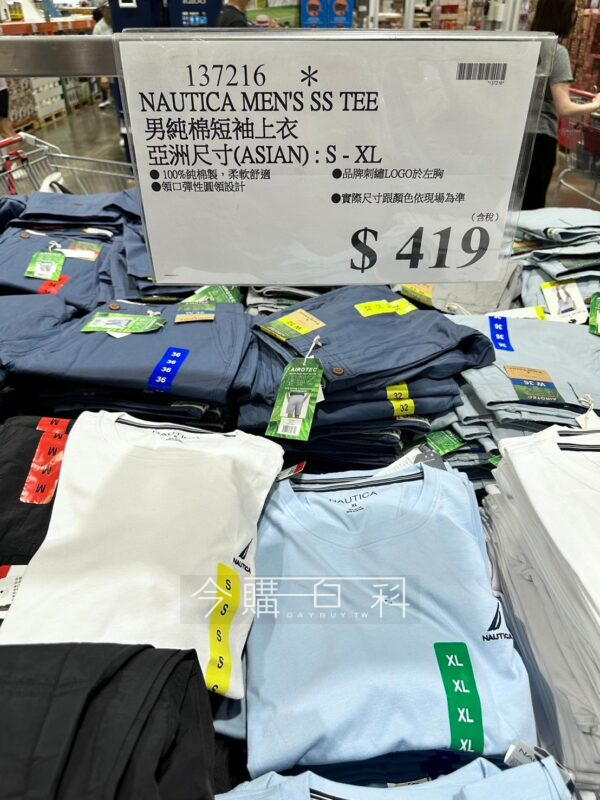 137216 *
NAUTICA MEN'S SS TEE
男純棉短袖上衣
亞洲尺寸(ASIAN) : S - XL
●100%純棉製，柔軟舒適
●領口彈性圓領設計
●品牌刺繡LOGO於左胸
●實際尺寸跟顏色依現場為準
(含稅)
$ 419
36
36
36
W 32
32
32
AIROTEC
36
W 36
M
M
M
M
NAUTICA
XL
NAUTICA
S
S
S
S
S
NAUTICA
XL
XL
XL
XL
今購百科
DAYBUY.TW